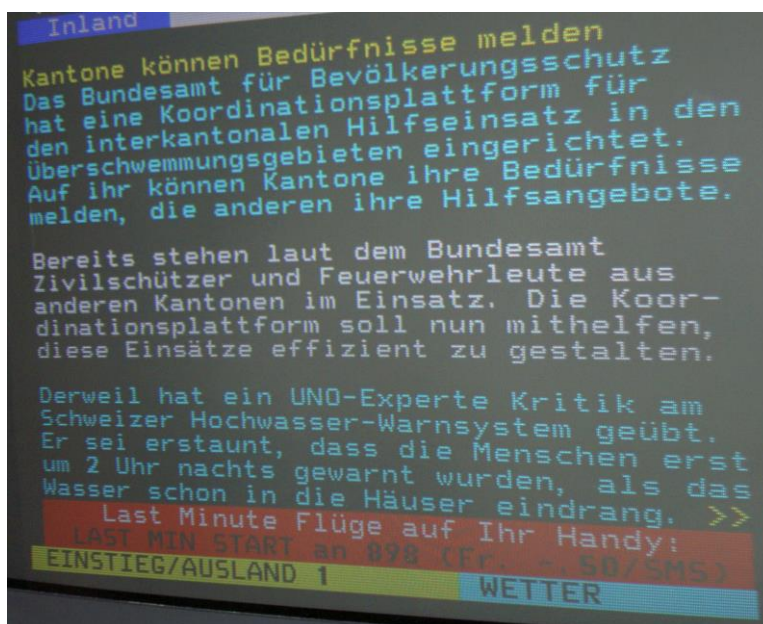 Inland
Kantone können Bedürfnisse melden
Das Bundesamt für Bevölkerungsschutz
hat eine Koordinationsplattform für
den interkantonalen Hilfseinsatz in den
Überschwemmungsgebieten eingerichtet.
Auf ihr können Kantone ihre Bedürfnisse
melden, die anderen ihre Hilfsangebote.
Bereits stehen laut dem Bundesamt
Zivilschützer und Feuerwehrleute aus
anderen Kantonen im Einsatz. Die Koor-
dinationsplattform soll nun mithelfen,
diese Einsätze effizient zu gestalten.
Derweil hat ein UNO-Experte Kritik am
Schweizer Hochwasser-Warnsystem geübt.
Er sei erstaunt, dass die Menschen erst
um 2 Uhr nachts gewarnt wurden, als das
Wasser schon in die Häuser eindrang. >>
Last Minute Flüge auf Ihr Handy:
LAST MIN START an 898 (Fr. -.50/SMS)
EINSTIEG/AUSLAND 1 WETTER